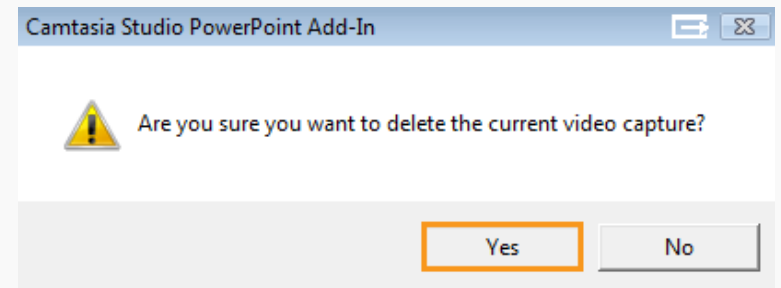 Camtasia Studio PowerPoint Add-In
Are you sure you want to delete the current video capture?
Yes No